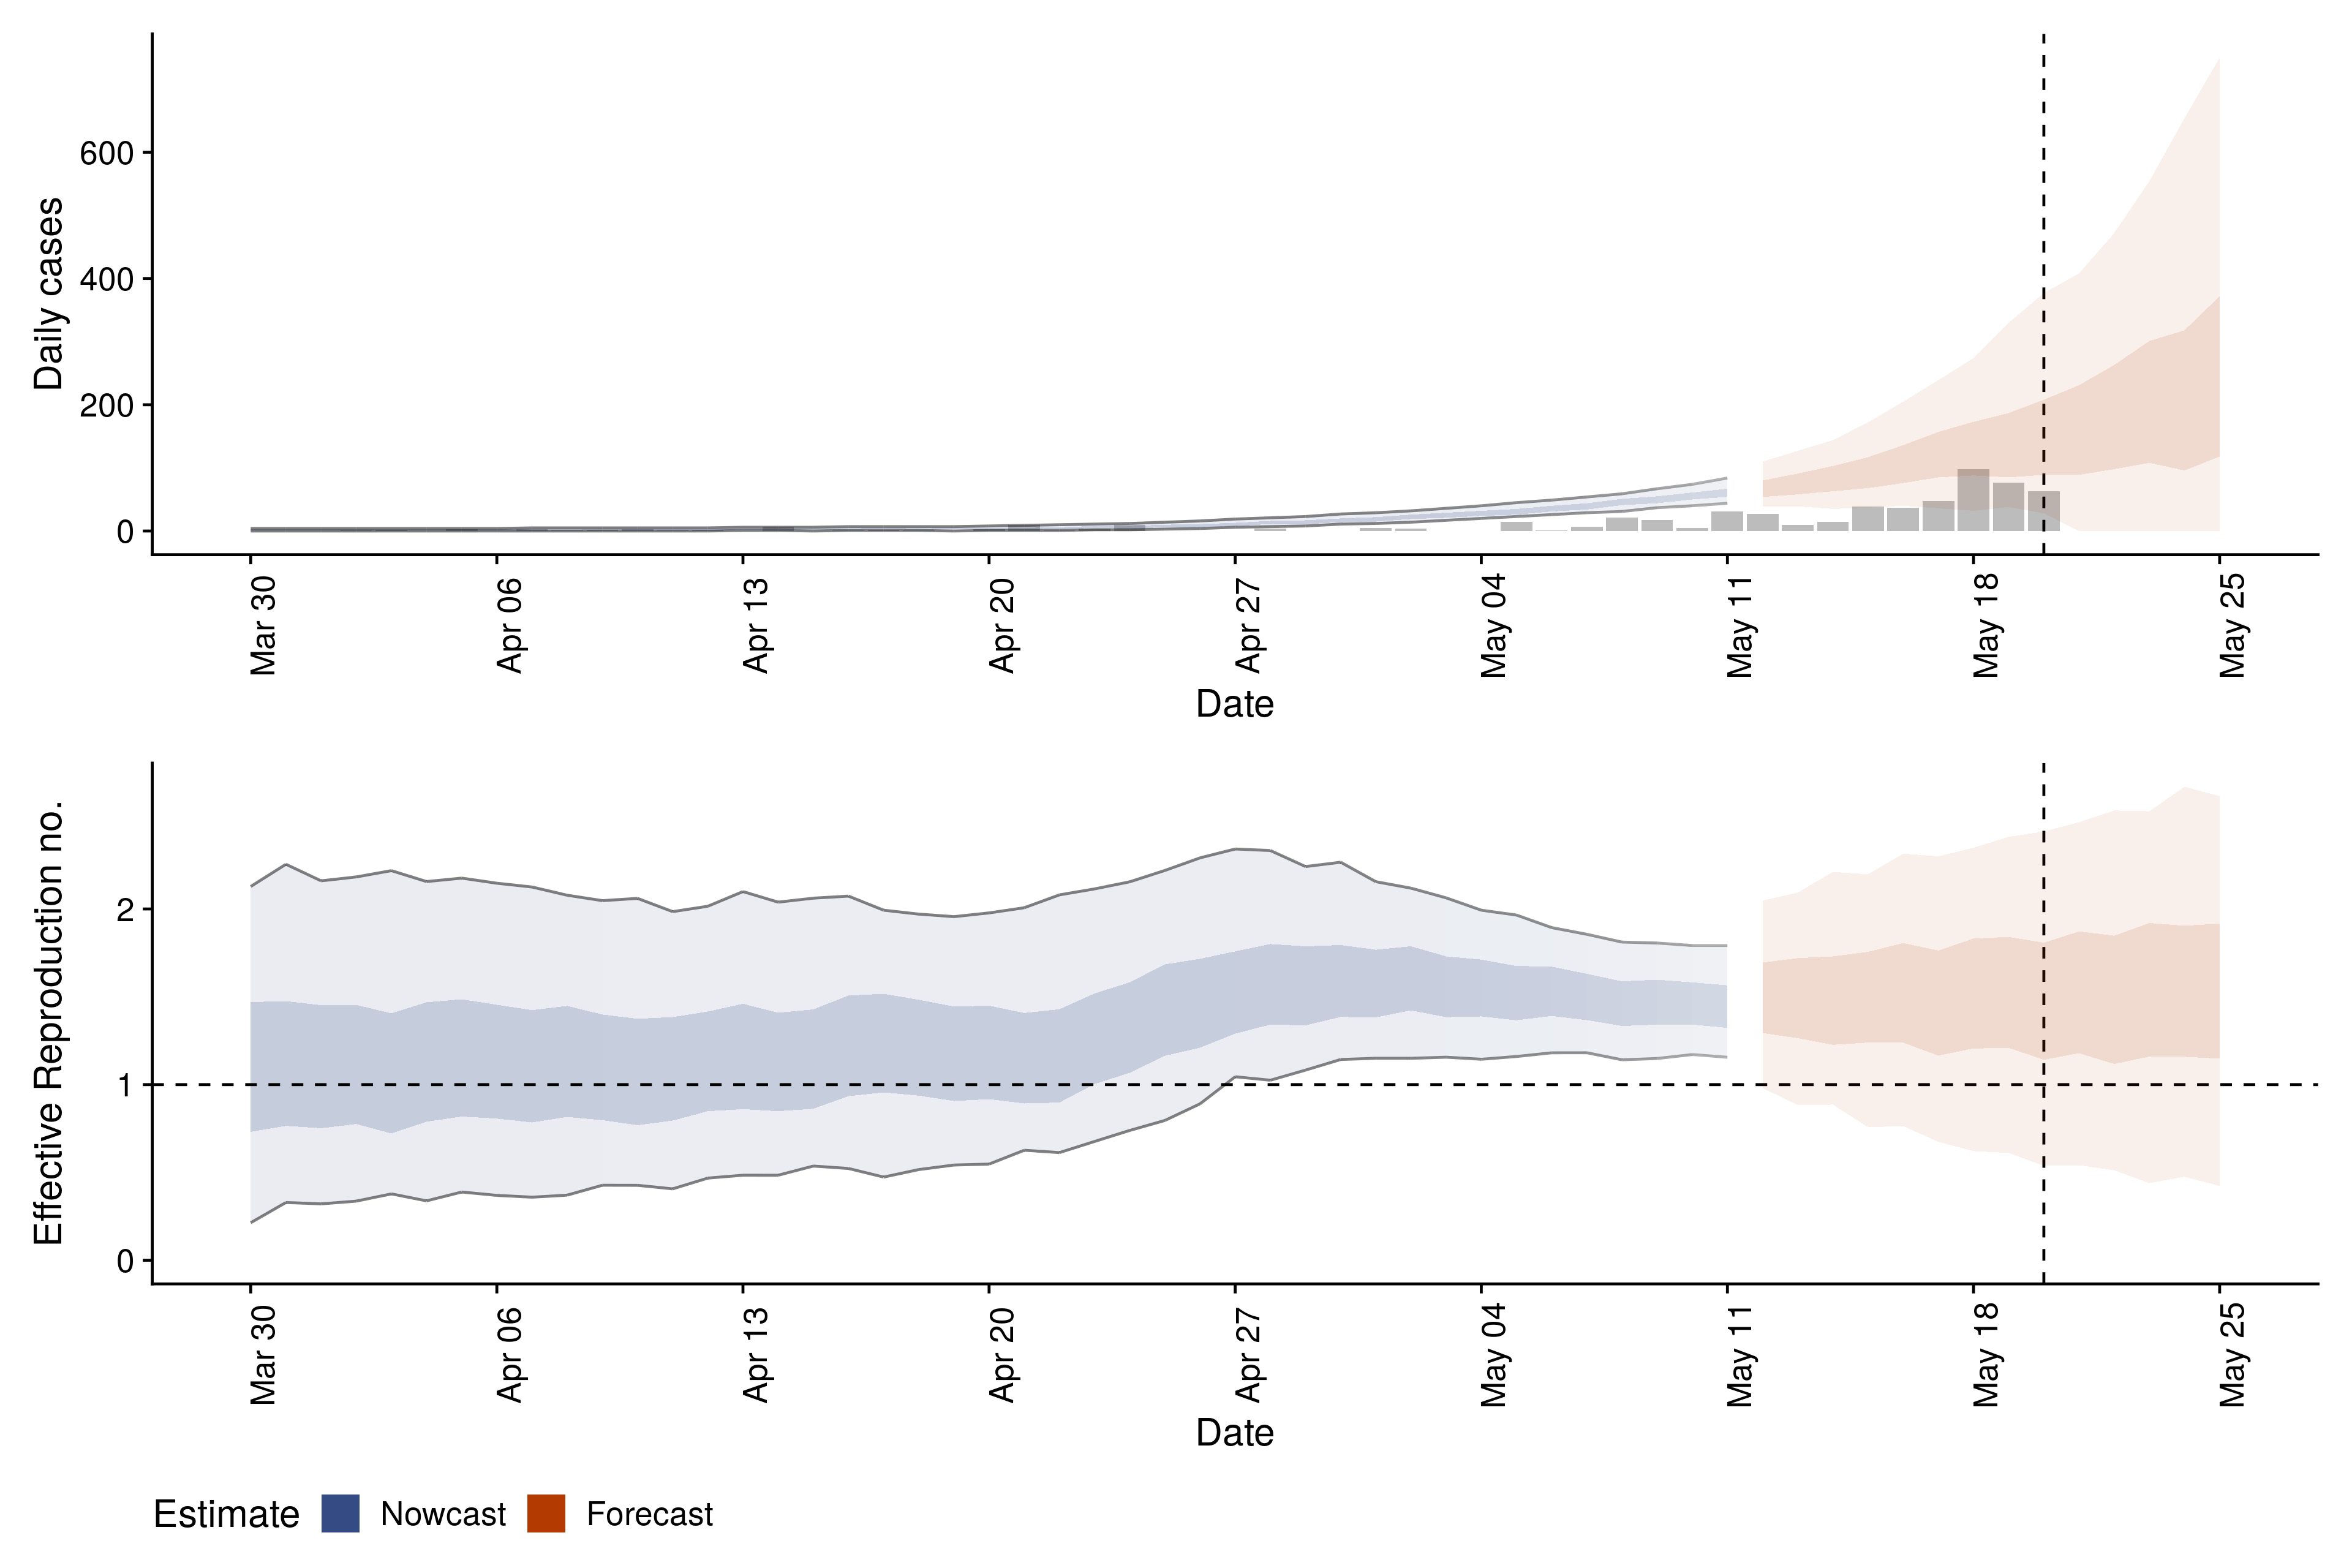 Daily cases
600
400
200
0
Mar 30
Apr 06
Apr 13
Apr 20
Apr 27
May 04
May 11
May 18
May 25
Date
Effective Reproduction no.
2
1
0
Mar 30
Apr 06
Apr 13
Apr 20
Apr 27
May 04
May 11
May 18
May 25
Date
Estimate Nowcast Forecast